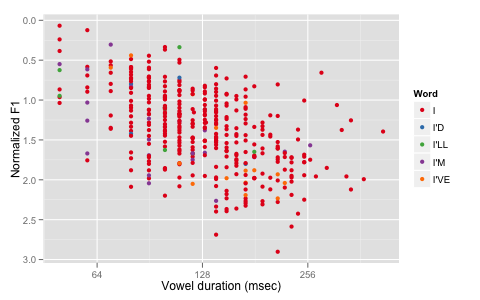 0.0
0.5
1.0
1.5
2.0
2.5
3.0
Normalized F1
64 128 256
Vowel duration (msec)
Word
I
I'D
I'LL
I'M
I'VE